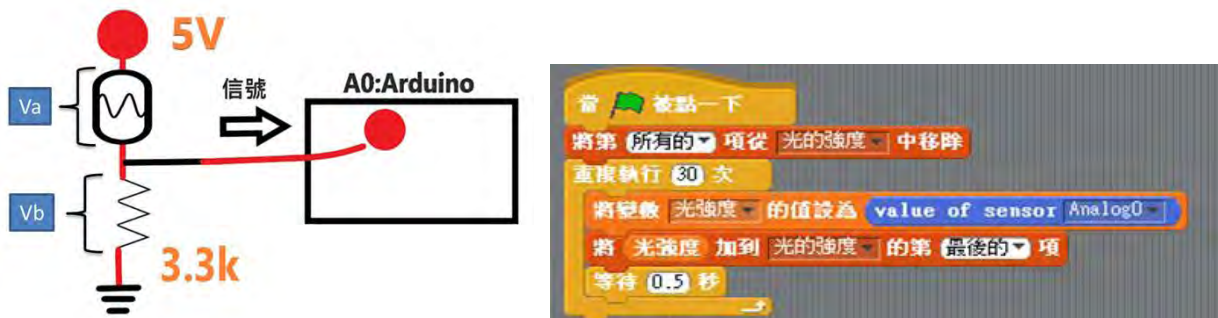 5V
Va
信號
A0:Arduino
Vb
3.3k
當 被點一下
將第 所有的 項從 光的強度 中移除
重複執行 30 次
將變數 光強度 的值設為 value of sensor Analog0
將 光強度 加到 光的強度 的第 最後的 項
等待 0.5 秒